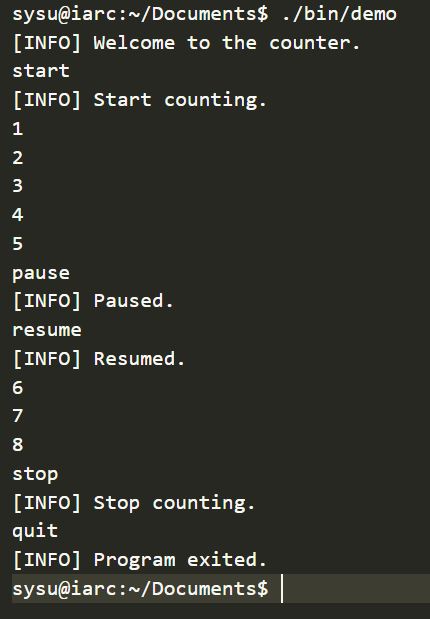 sysu@iarc:~/Documents$ ./bin/demo
[INFO] Welcome to the counter.
start
[INFO] Start counting.
1
2
3
4
5
pause
[INFO] Paused.
resume
[INFO] Resumed.
6
7
8
stop
[INFO] Stop counting.
quit
[INFO] Program exited.
sysu@iarc:~/Documents$